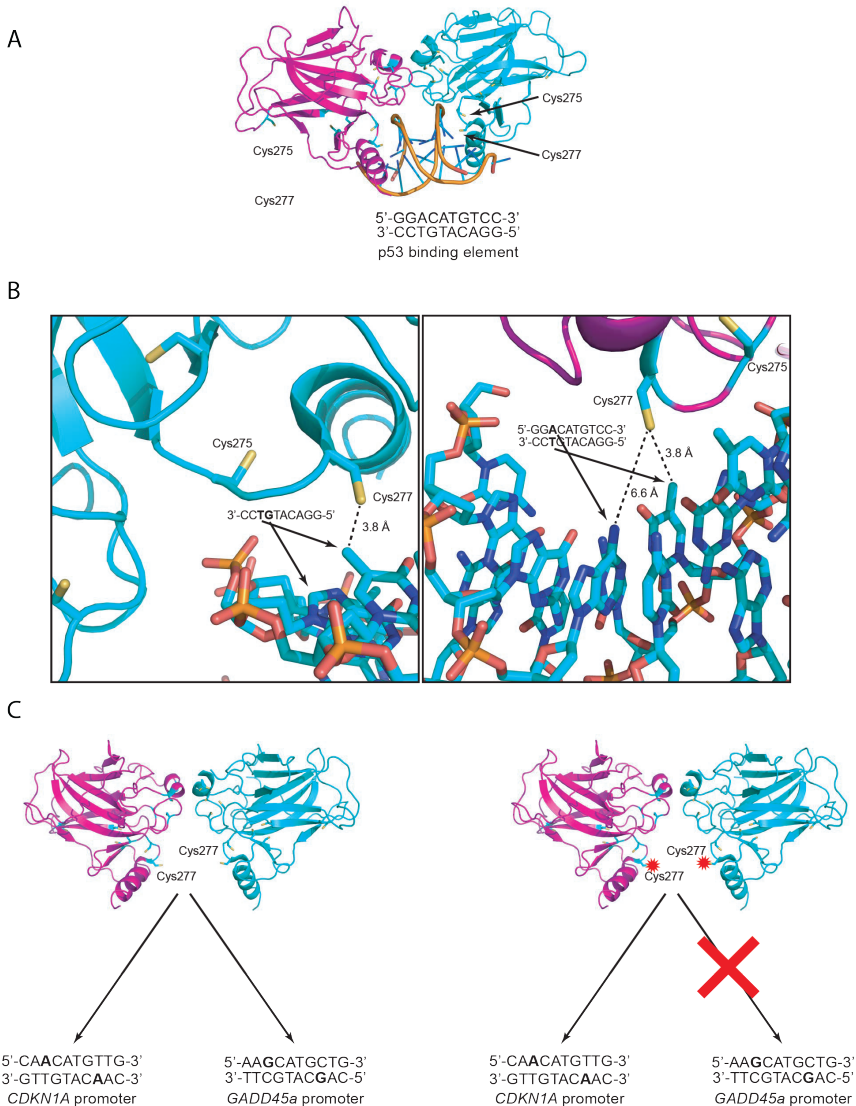 A
Cys275
Cys275
Cys277
Cys277
5'-GGACATGTCC-3'
3'-CCTGTACAGG-5'
p53 binding element
B
Cys275
Cys277
Cys275
Cys277
5'-GGACATGTCC-3'
3'-CCTGTACAGG-5'
3.8 Å
3'-CCTGTACAGG-5'
3.8 Å
6.6 Å
C
Cys277
Cys277
Cys277
Cys277
5'-CAACATGTTG-3'
3'-GTTGTACAAC-3'
CDKN1A promoter
5'-AAGCATGCTG-3'
3'-TTCGTACGAC-5'
GADD45a promoter
5'-CAACATGTTG-3'
3'-GTTGTACAAC-3'
CDKN1A promoter
5'-AAGCATGCTG-3'
3'-TTCGTACGAC-5'
GADD45a promoter